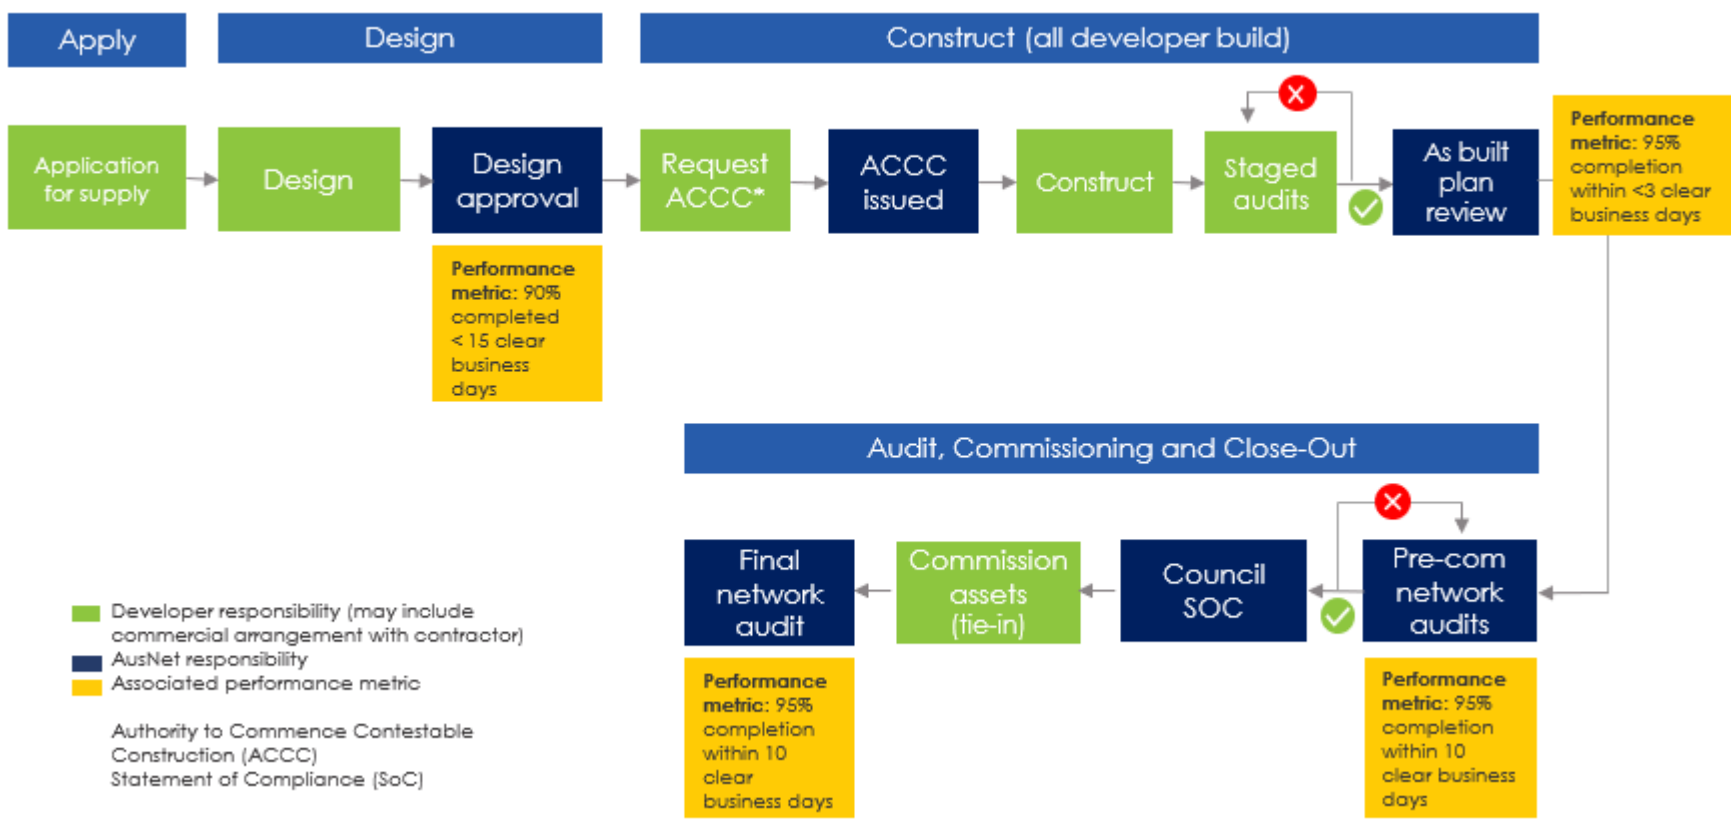 Apply
Design
Construct (all developer build)
Application
for supply
Design
Design
approval
Request
ACCC*
ACCC
issued
Construct
Staged
audits
As built
plan
review
Performance
metric: 95%
completion
within <3 clear
business days
Performance
metric: 90%
completed
< 15 clear
business
days
Audit, Commissioning and Close-Out
Final
network
audit
Commission
assets
(tie-in)
Council
SOC
Pre-com
network
audits
Performance
metric: 95%
completion
within 10
clear
business days
Performance
metric: 95%
completion
within 10
clear business
days
Developer responsibility (may include
commercial arrangement with contractor)
AusNet responsibility
Associated performance metric
Authority to Commence Contestable
Construction (ACCC)
Statement of Compliance (SoC)